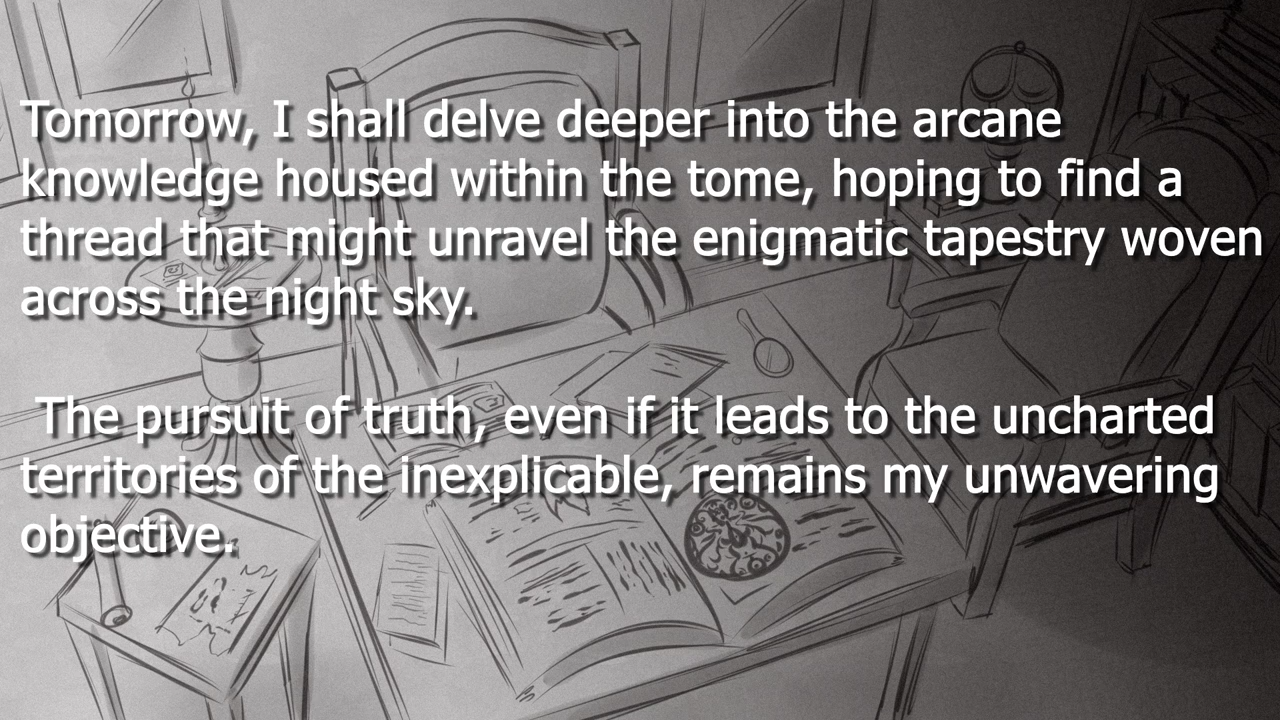 Tomorrow, I shall delve deeper into the arcane
knowledge housed within the tome, hoping to find a
thread that might unravel the enigmatic tapestry woven
across the night sky.
The pursuit of truth, even if it leads to the uncharted
territories of the inexplicable, remains my unwavering
objective.